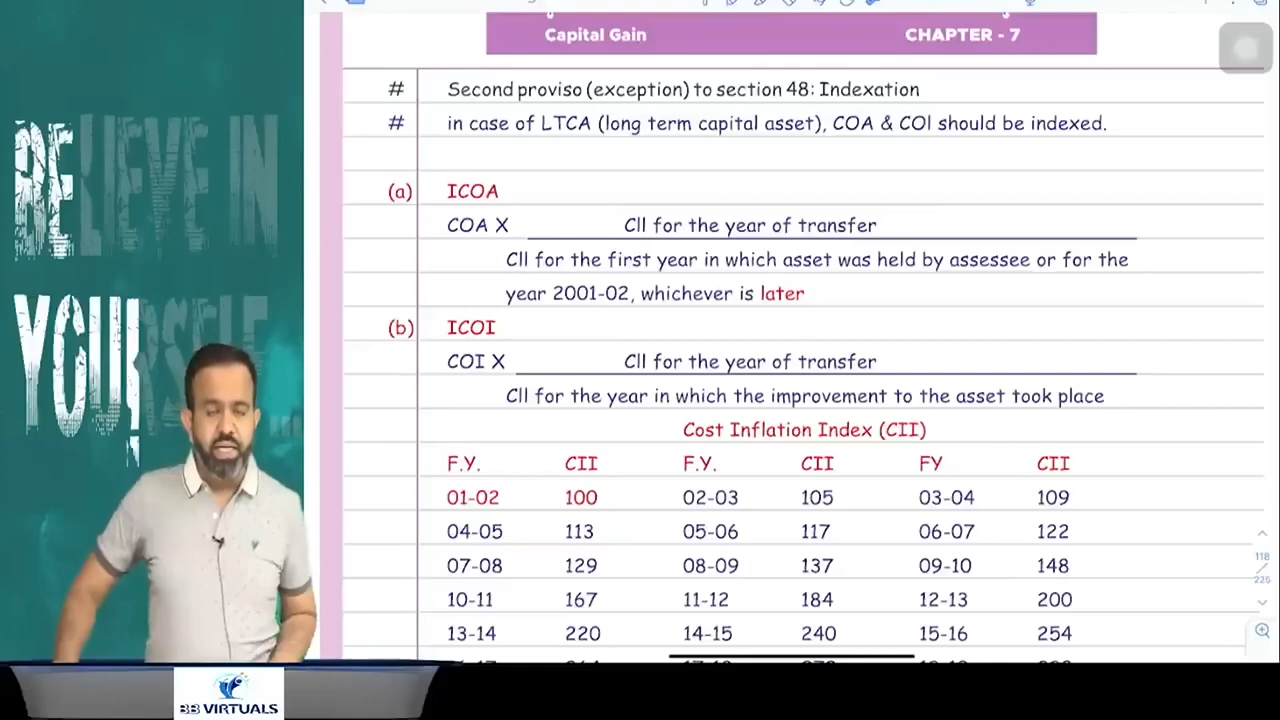 BELIEVE IN
YOURSELF
Capital Gain CHAPTER - 7
# Second proviso (exception) to section 48: Indexation
# in case of LTCA (long term capital asset), COA & COI should be indexed.
(a) ICOA
COA X CII for the year of transfer
CII for the first year in which asset was held by assessee or for the
year 2001-02, whichever is later
(b) ICOI
COI X CII for the year of transfer
CII for the year in which the improvement to the asset took place
Cost Inflation Index (CII)
F.Y. CII F.Y. CII FY CII
01-02 100 02-03 105 03-04 109
04-05 113 05-06 117 06-07 122
07-08 129 08-09 137 09-10 148
10-11 167 11-12 184 12-13 200
13-14 220 14-15 240 15-16 254
118
/
225
BB VIRTUALS